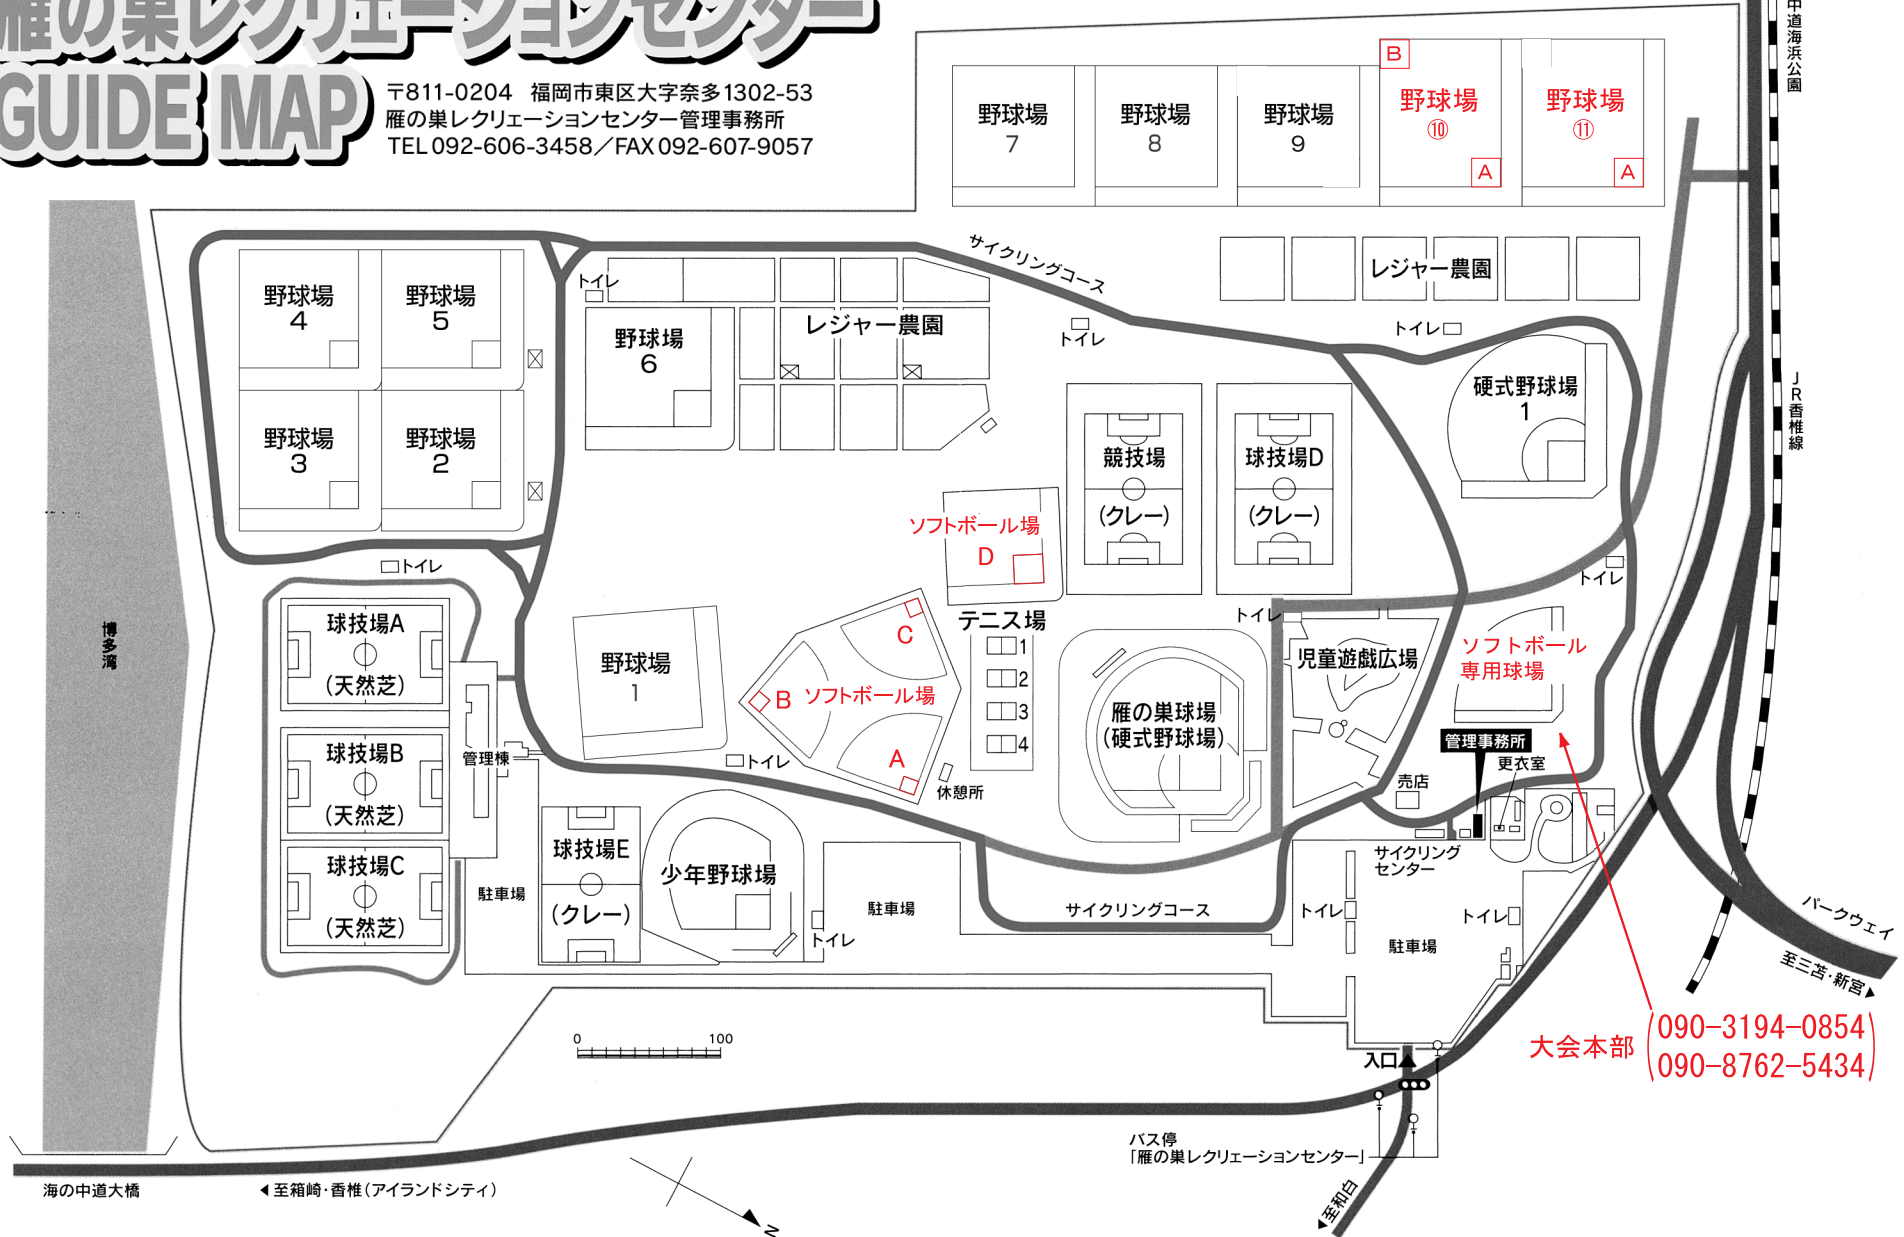 雁の巣レクリエーションセンター
GUIDE MAP
〒811-0204 福岡市東区大字奈多1302-53
雁の巣レクリェーションセンター管理事務所
TEL092-606-3458／FAX092-607-9057
中道海浜公園
JR香椎線
野球場
7
野球場
8
野球場
9
B
野球場
⑩
A
野球場
⑪
A
サイクリングコース
レジャー農園
トイレ
野球場
4
野球場
5
野球場
3
野球場
2
トイレ
野球場
6
レジャー農園
トイレ
トイレ
硬式野球場
1
競技場
(クレー)
球技場D
(クレー)
ソフトボール場
D
トイレ
トイレ
博多湾
球技場A
(天然芝)
球技場B
(天然芝)
球技場C
(天然芝)
管理棟
野球場
1
トイレ
C
B ソフトボール場
A
休憩所
テニス場
1
2
3
4
雁の巣球場
(硬式野球場)
トイレ
児童遊戯広場
ソフトボール
専用球場
管理事務所
更衣室
売店
サイクリング
センター
駐車場
球技場E
(クレー)
少年野球場
トイレ
駐車場
サイクリングコース
トイレ
トイレ
駐車場
パークウェイ
至三苫・新宮▶
大会本部
(090−3194−0854
090−8762−5434)
0 100
入口▲
バス停
「雁の巣レクリェーションセンター」
◀至和白
海の中道大橋
◀至箱崎・香椎(アイランドシティ)
N